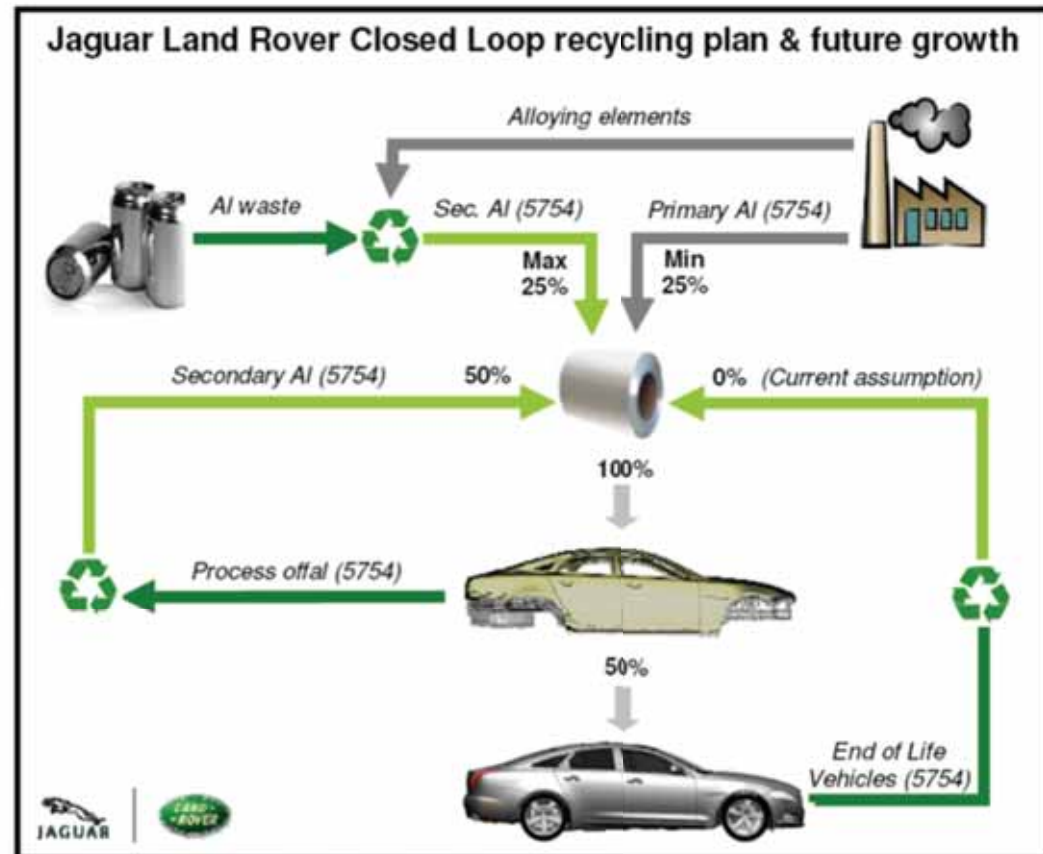 Jaguar Land Rover Closed Loop recycling plan & future growth
Alloying elements
Al waste
Sec. Al (5754)
Primary Al (5754)
Max
25%
Min
25%
Secondary Al (5754)
50%
0% (Current assumption)
100%
Process offal (5754)
50%
End of Life
Vehicles (5754)
JAGUAR
LAND-
-ROVER